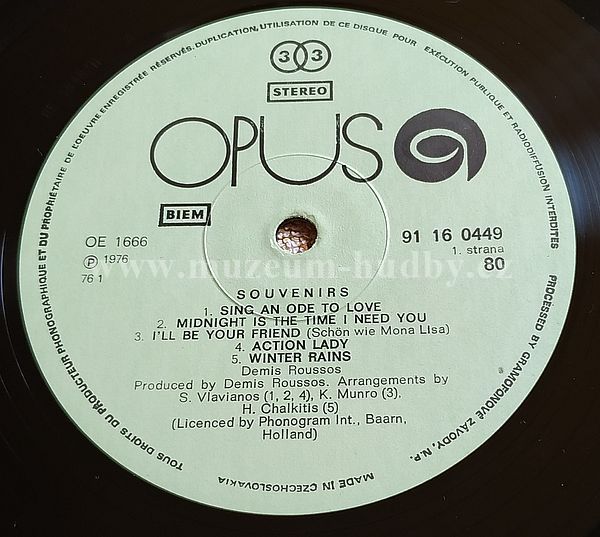 TOUS DROITS DU PRODUCTEUR PHONOGRAPHIQUE ET DU PROPRIÉTAIRE DE L'OEUVRE ENREGISTRÉE RÉSERVÉS. DUPLICATION, UTILISATION DE CE DISQUE POUR EXÉCUTION PUBLIQUE ET RADIODIFFUSION INTERDITES
33
STEREO
OPUS
BIEM
OE 1666
91 16 0449
1. strana
Ⓟ 1976
80
76 1
www.muzeum-hudby.cz
SOUVENIRS
1. SING AN ODE TO LOVE
2. MIDNIGHT IS THE TIME I NEED YOU
3. I'LL BE YOUR FRIEND (Schön wie Mona LIsa)
4. ACTION LADY
5. WINTER RAINS
Demis Roussos
Produced by Demis Roussos. Arrangements by
S. Vlavianos (1, 2, 4), K. Munro (3).
H. Chalkitis (5)
(Licenced by Phonogram Int., Baarn,
Holland)
PROCESSED BY GRAMOFONOVÉ ZÁVODY, N.P.
MADE IN CZECHOSLOVAKIA